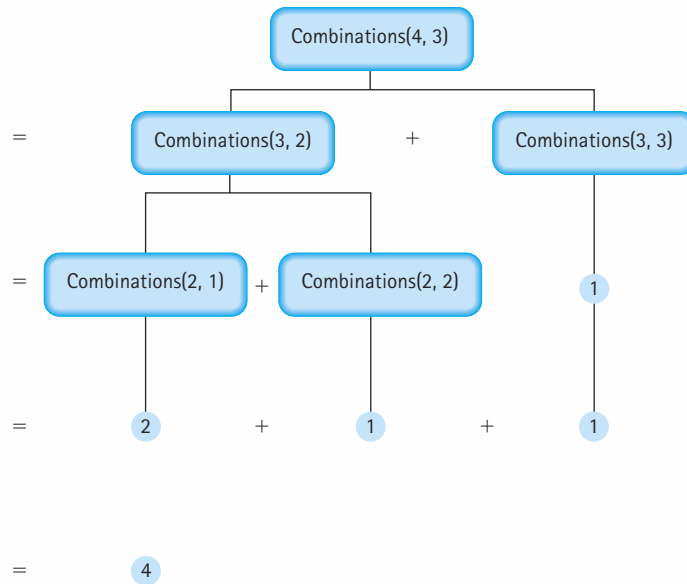 Combinations(4, 3)
= Combinations(3, 2) + Combinations(3, 3)
= Combinations(2, 1) + Combinations(2, 2) 1
= 2 + 1 + 1
= 4